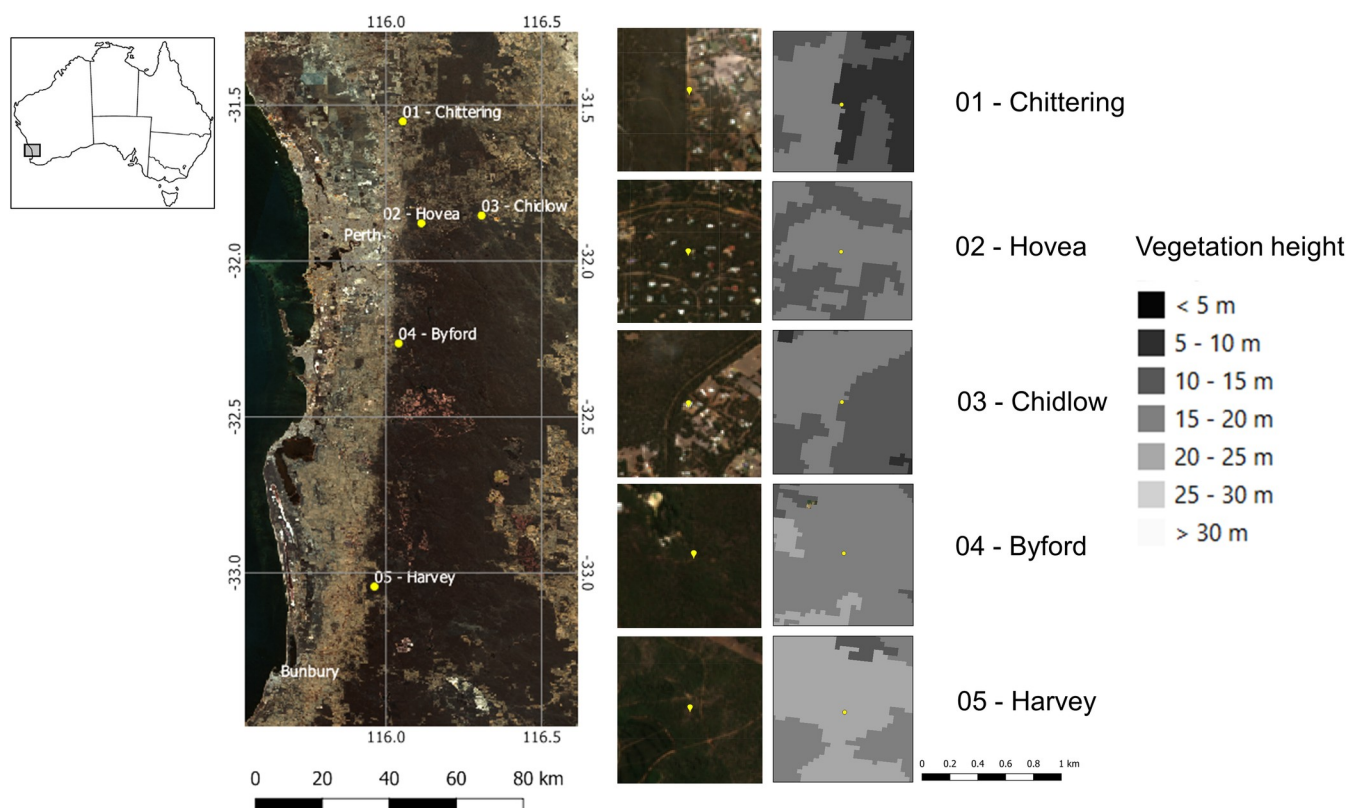 116.0 116.5
-31.5 -31.5
01 - Chittering
02 - Hovea
03 - Chidlow
Perth
-32.0 -32.0
04 - Byford
-32.5 -32.5
-33.0 -33.0
05 - Harvey
Bunbury
116.0 116.5
0 20 40 60 80 km
01 - Chittering
02 - Hovea
03 - Chidlow
04 - Byford
05 - Harvey
0 0.2 0.4 0.6 0.8 1 km
Vegetation height
< 5 m
5 - 10 m
10 - 15 m
15 - 20 m
20 - 25 m
25 - 30 m
> 30 m